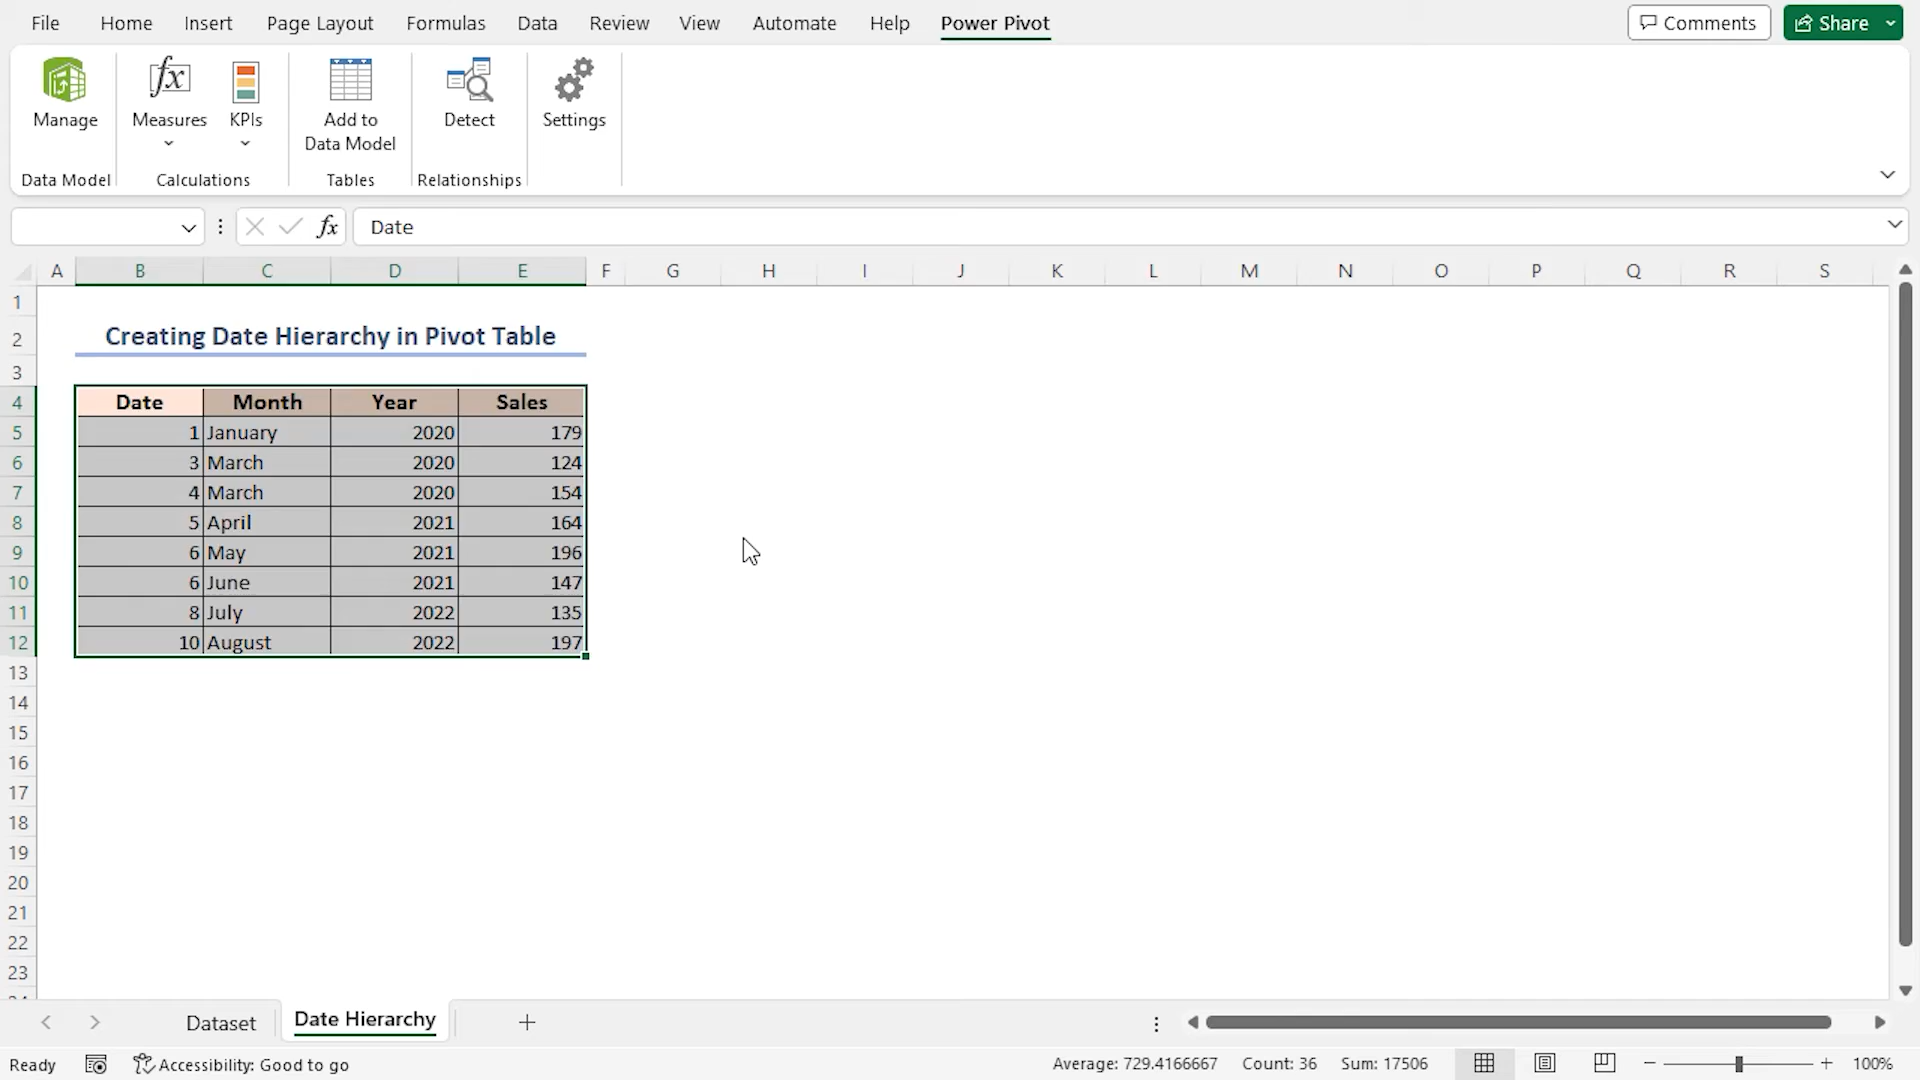 File Home Insert Page Layout Formulas Data Review View Automate Help Power Pivot Comments Share
Manage Measures KPIs Add to Data Model Detect Settings
Data Model Calculations Tables Relationships
fx Date
A B C D E F G H I J K L M N O P Q R S
1
2 Creating Date Hierarchy in Pivot Table
3
4 Date Month Year Sales
5 1 January 2020 179
6 3 March 2020 124
7 4 March 2020 154
8 5 April 2021 164
9 6 May 2021 196
10 6 June 2021 147
11 8 July 2022 135
12 10 August 2022 197
13
14
15
16
17
18
19
20
21
22
23
Dataset Date Hierarchy
Ready Accessibility: Good to go Average: 729.4166667 Count: 36 Sum: 17506 100%